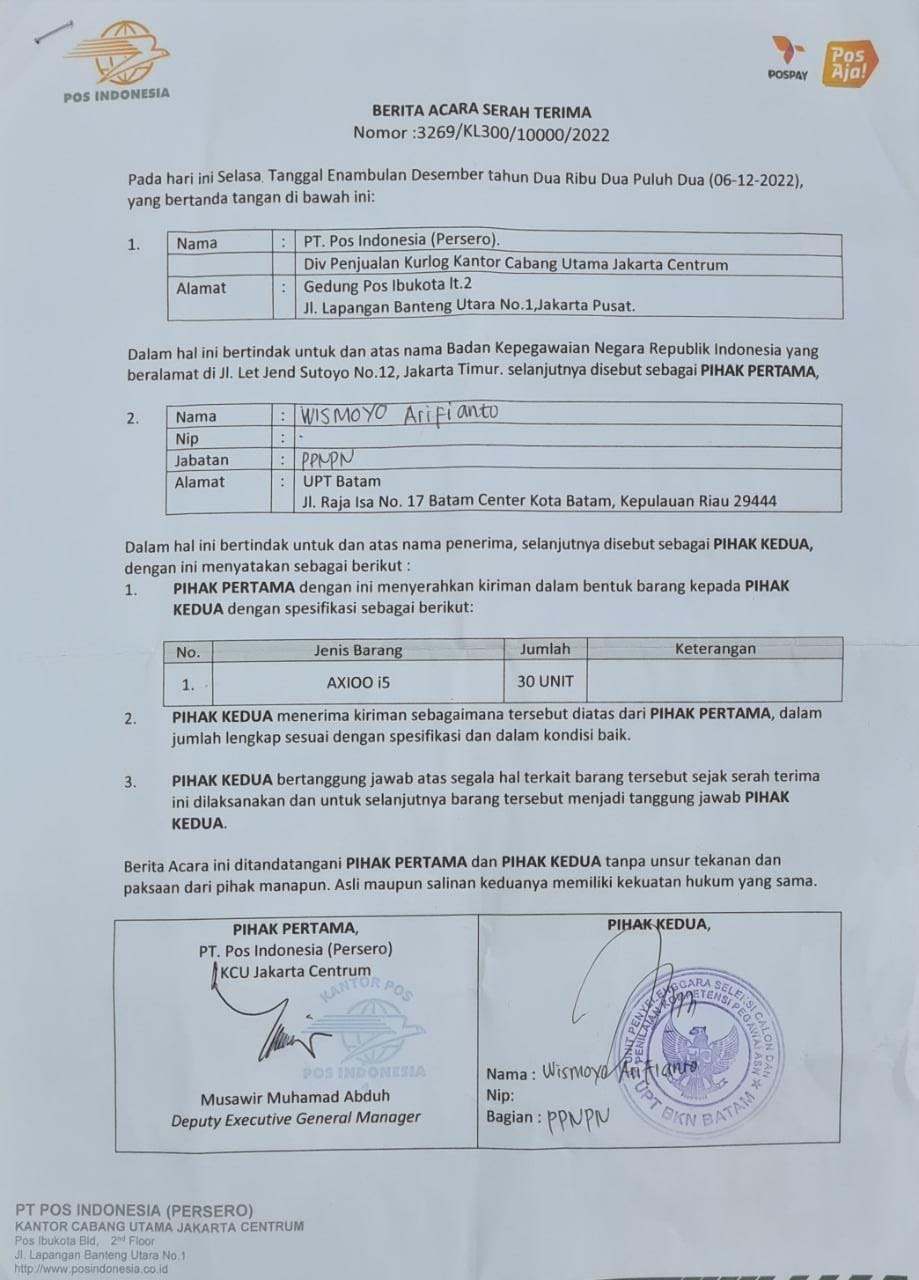 POS INDONESIA
POSPAY
Pos
Aja!
BERITA ACARA SERAH TERIMA
Nomor :3269/KL300/10000/2022
Pada hari ini Selasa. Tanggal Enambulan Desember tahun Dua Ribu Dua Puluh Dua (06-12-2022),
yang bertanda tangan di bawah ini:
1. Nama : PT. Pos Indonesia (Persero).
Div Penjualan Kurlog Kantor Cabang Utama Jakarta Centrum
Alamat : Gedung Pos Ibukota lt.2
Jl. Lapangan Banteng Utara No.1,Jakarta Pusat.
Dalam hal ini bertindak untuk dan atas nama Badan Kepegawaian Negara Republik Indonesia yang
beralamat di Jl. Let Jend Sutoyo No.12, Jakarta Timur. selanjutnya disebut sebagai PIHAK PERTAMA,
2. Nama : WISMOYO Arifianto
Nip : -
Jabatan : PPNPN
Alamat : UPT Batam
Jl. Raja Isa No. 17 Batam Center Kota Batam, Kepulauan Riau 29444
Dalam hal ini bertindak untuk dan atas nama penerima, selanjutnya disebut sebagai PIHAK KEDUA,
dengan ini menyatakan sebagai berikut :
1. PIHAK PERTAMA dengan ini menyerahkan kiriman dalam bentuk barang kepada PIHAK
KEDUA dengan spesifikasi sebagai berikut:
No. Jenis Barang Jumlah Keterangan
1. AXIOO i5 30 UNIT
2. PIHAK KEDUA menerima kiriman sebagaimana tersebut diatas dari PIHAK PERTAMA, dalam
jumlah lengkap sesuai dengan spesifikasi dan dalam kondisi baik.
3. PIHAK KEDUA bertanggung jawab atas segala hal terkait barang tersebut sejak serah terima
ini dilaksanakan dan untuk selanjutnya barang tersebut menjadi tanggung jawab PIHAK
KEDUA.
Berita Acara ini ditandatangani PIHAK PERTAMA dan PIHAK KEDUA tanpa unsur tekanan dan
paksaan dari pihak manapun. Asli maupun salinan keduanya memiliki kekuatan hukum yang sama.
PIHAK PERTAMA,
PT. Pos Indonesia (Persero)
KCU Jakarta Centrum
KANTOR POS
POS INDONESIA
Musawir Muhamad Abduh
Deputy Executive General Manager
PIHAK KEDUA,
UNIT PENYELENGGARA SELEKSI CALON DAN
PENILAIAN KOMPETENSI PEGAWAI ASN
UPT BKN BATAM
Nama : Wismoyo Arifianto
Nip:
Bagian : PPNPN
PT POS INDONESIA (PERSERO)
KANTOR CABANG UTAMA JAKARTA CENTRUM
Pos Ibukota Bld, 2nd Floor
Jl. Lapangan Banteng Utara No.1
http://www.posindonesia.co.id